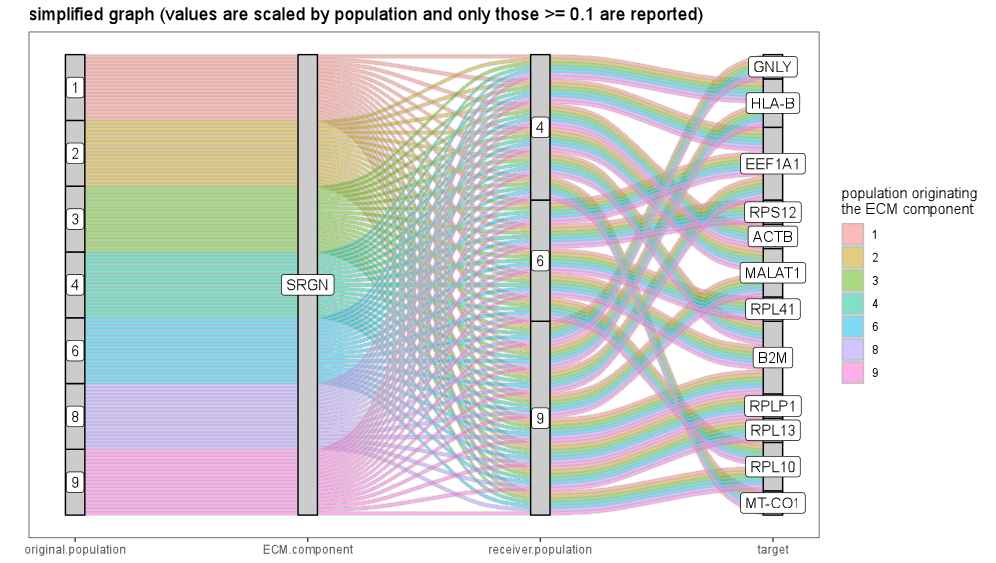 simplified graph (values are scaled by population and only those >= 0.1 are reported)
1
2
3
4
6
8
9
SRGN
4
6
9
GNLY
HLA-B
EEF1A1
RPS12
ACTB
MALAT1
RPL41
B2M
RPLP1
RPL13
RPL10
MT-CO1
original.population
ECM.component
receiver.population
target
population originating
the ECM component
1
2
3
4
6
8
9